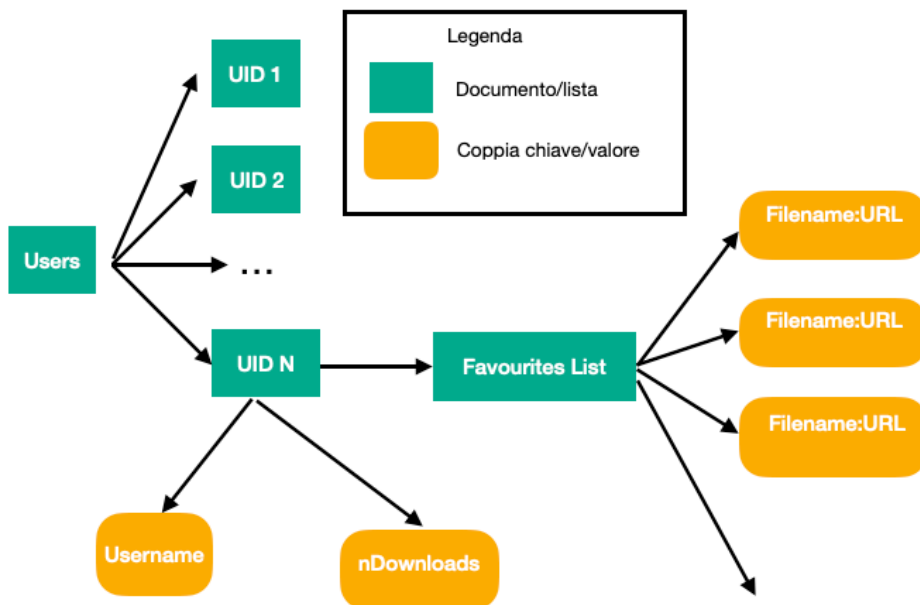 Legenda
Documento/lista
Coppia chiave/valore
UID 1
UID 2
Users
...
UID N
Favourites List
Filename:URL
Filename:URL
Filename:URL
Username
nDownloads